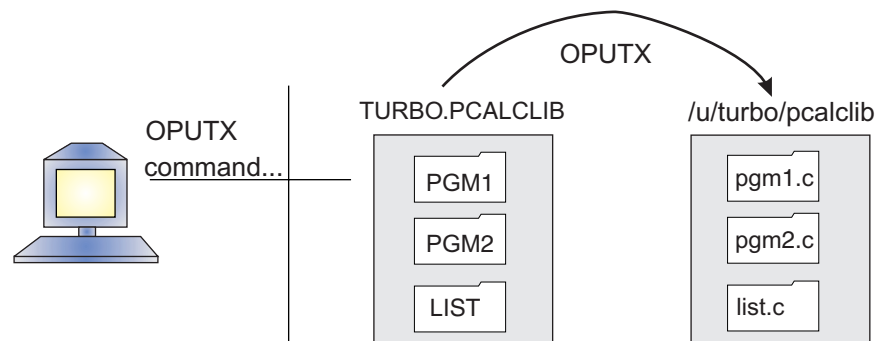 OPUTX
TURBO.PCALCLIB
/u/turbo/pcalclib
OPUTX
command...
PGM1
pgm1.c
PGM2
pgm2.c
LIST
list.c